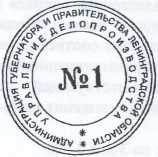 АДМИНИСТРАЦИЯ ГУБЕРНАТОРА И ПРАВИТЕЛЬСТВА ЛЕНИНГРАДСКОЙ ОБЛАСТИ
УПРАВЛЕНИЕ ДЕЛОПРОИЗВОДСТВА
№1